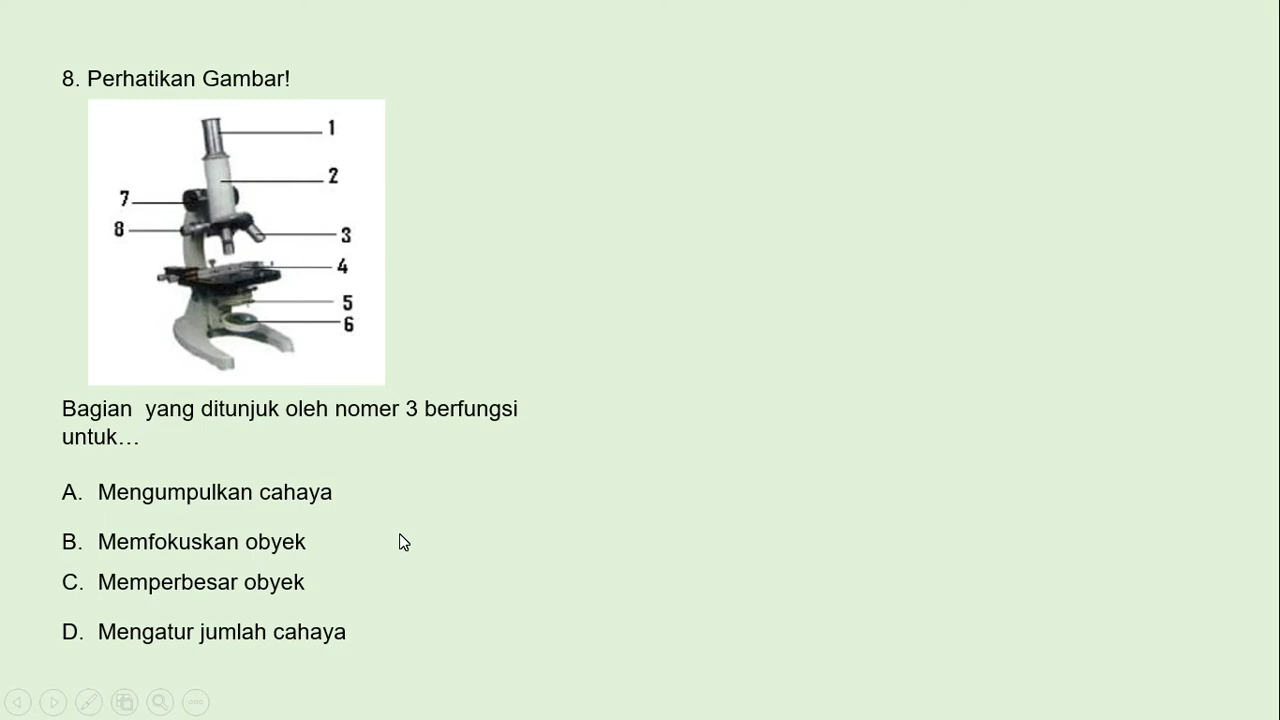 8. Perhatikan Gambar!
1
2
7
8
3
4
5
6
Bagian yang ditunjuk oleh nomer 3 berfungsi
untuk…
A. Mengumpulkan cahaya
B. Memfokuskan obyek
C. Memperbesar obyek
D. Mengatur jumlah cahaya